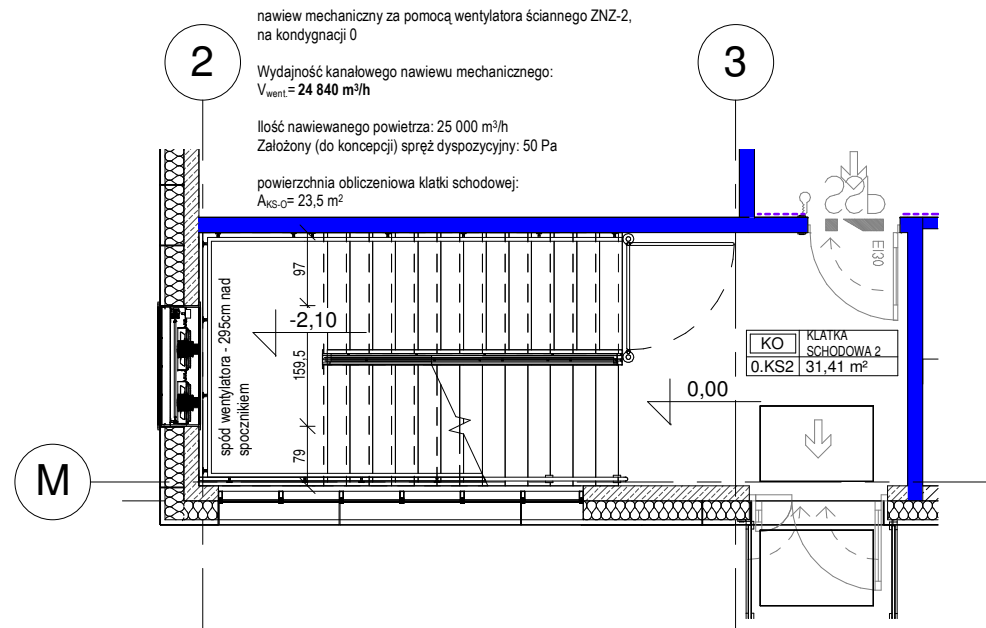 nawiew mechaniczny za pomocą wentylatora ściennego ZNZ-2,
na kondygnacji 0
Wydajność kanałowego nawiewu mechanicznego:
Vwent.= 24 840 m³/h
Ilość nawiewanego powietrza: 25 000 m³/h
Założony (do koncepcji) spręż dyspozycyjny: 50 Pa
powierzchnia obliczeniowa klatki schodowej:
AKS-O= 23,5 m²
2
3
M
SSD
EI30
97
159,5
79
-2,10
0,00
spód wentylatora - 295cm nad
spocznikiem
KO
KLATKA
SCHODOWA 2
0.KS2
31,41 m²